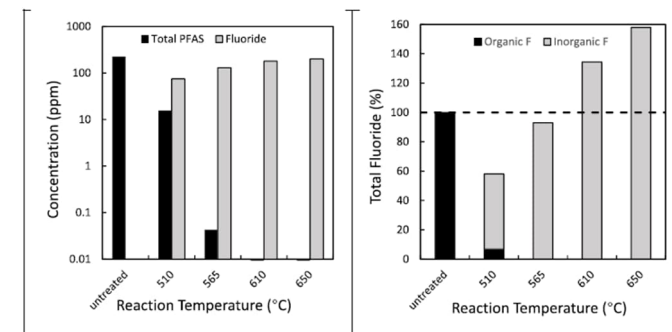 Total PFAS Fluoride
Concentration (ppm)
1000
100
10
1
0.1
0.01
untreated 510 565 610 650
Reaction Temperature (°C)
Organic F Inorganic F
Total Fluoride (%)
160
140
120
100
80
60
40
20
0
untreated 510 565 610 650
Reaction Temperature (°C)